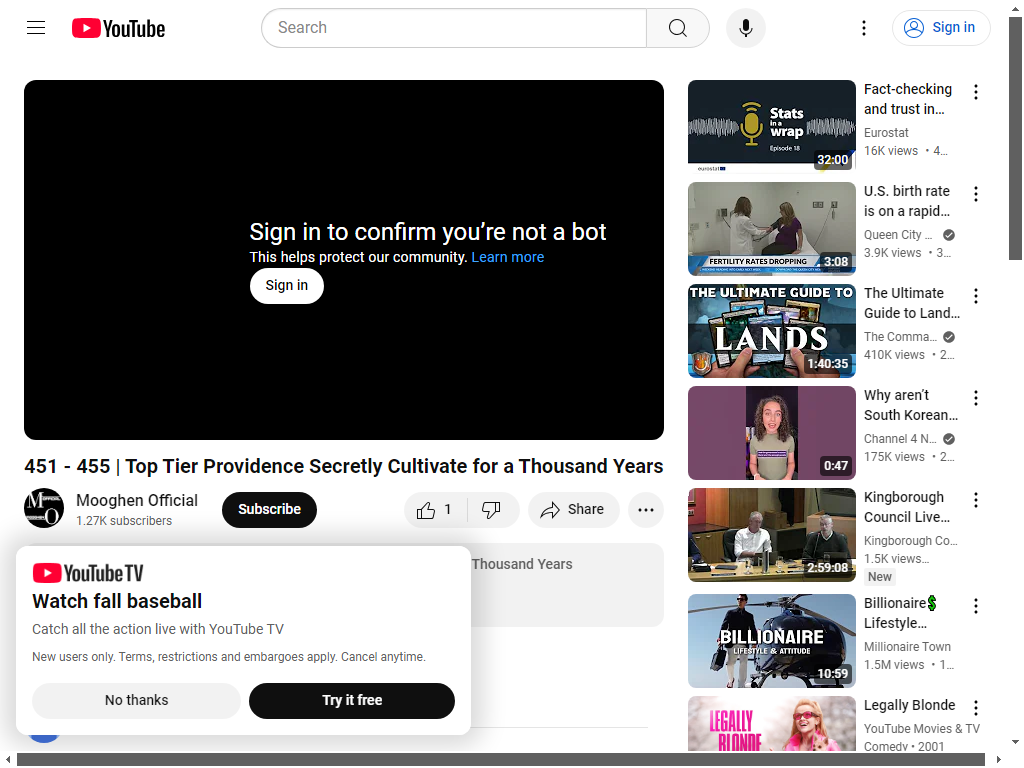 YouTube
Search
Sign in
Sign in to confirm you’re not a bot
This helps protect our community. Learn more
Sign in
451 - 455 | Top Tier Providence Secretly Cultivate for a Thousand Years
Mooghen Official
1.27K subscribers
Subscribe
1
Share
Thousand Years
YouTube TV
Watch fall baseball
Catch all the action live with YouTube TV
New users only. Terms, restrictions and embargoes apply. Cancel anytime.
No thanks
Try it free
Stats
in a
wrap
Episode 18
eurostat
32:00
Fact-checking
and trust in…
Eurostat
16K views • 4…
FERTILITY RATES DROPPING
3:08
U.S. birth rate
is on a rapid…
Queen City …
3.9K views • 3…
THE ULTIMATE GUIDE TO
LANDS
1:40:35
The Ultimate
Guide to Land…
The Comma…
410K views • 2…
0:47
Why aren’t
South Korean…
Channel 4 N…
175K views • 2…
2:59:08
Kingborough
Council Live…
Kingborough Co…
1.5K views…
New
BILLIONAIRE
LIFESTYLE & ATTITUDE
10:59
Billionaire💲
Lifestyle…
Millionaire Town
1.5M views • 1…
LEGALLY
BLONDE
Legally Blonde
YouTube Movies & TV
Comedy • 2001